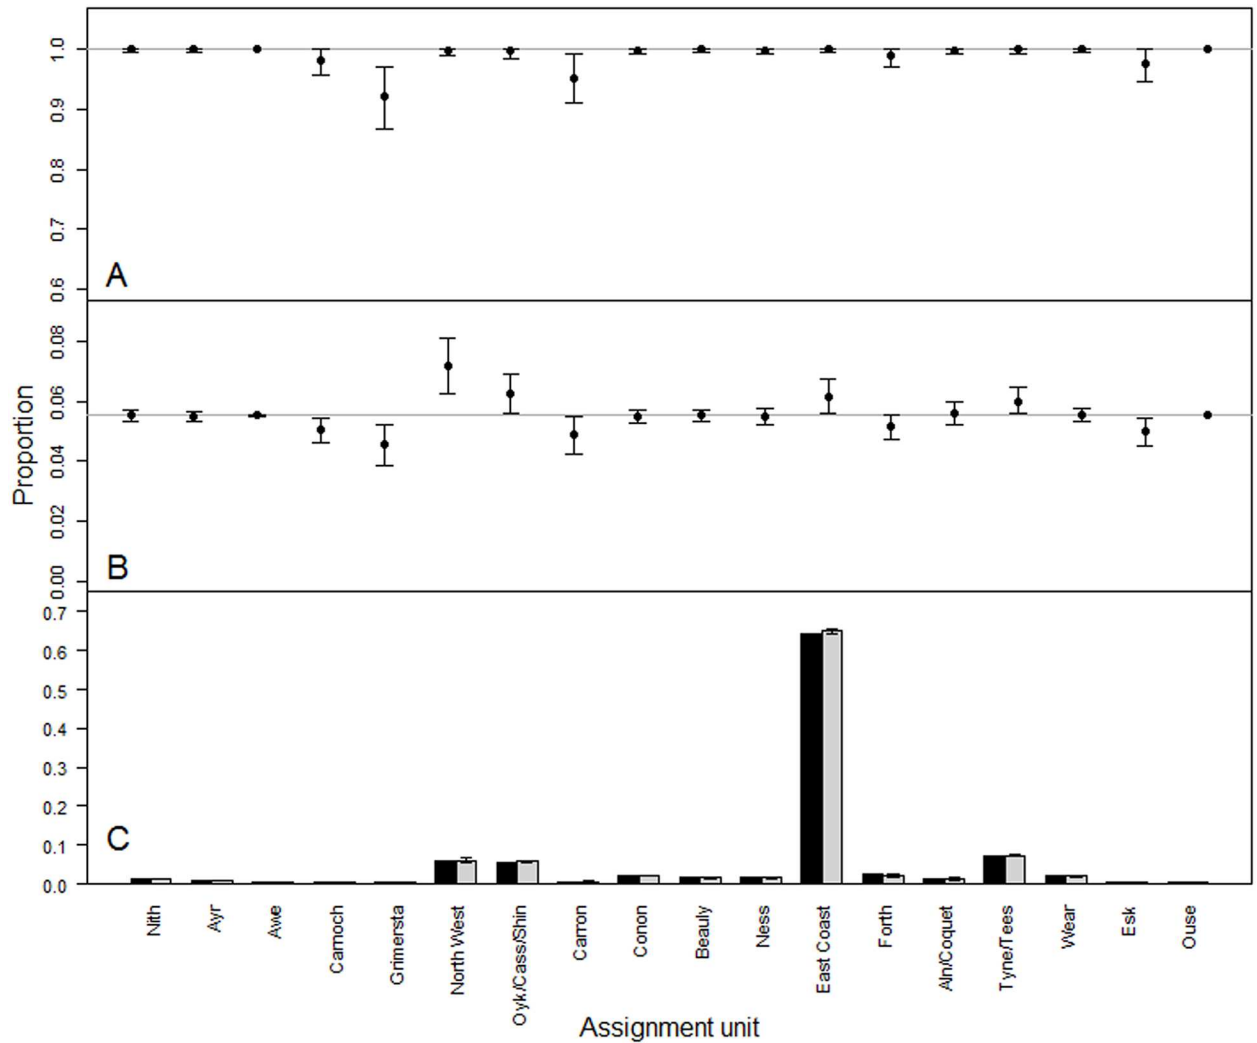 1.0
0.9
0.8
0.7
0.6
A
0.08
0.06
0.04
0.02
0.00
B
Proportion
0.7
0.6
0.5
0.4
0.3
0.2
0.1
0.0
C
Nith
Ayr
Awe
Carnoch
Grimersta
North West
Oyk/Cass/Shin
Carron
Conon
Beauly
Ness
East Coast
Forth
Aln/Coquet
Tyne/Tees
Wear
Esk
Ouse
Assignment unit